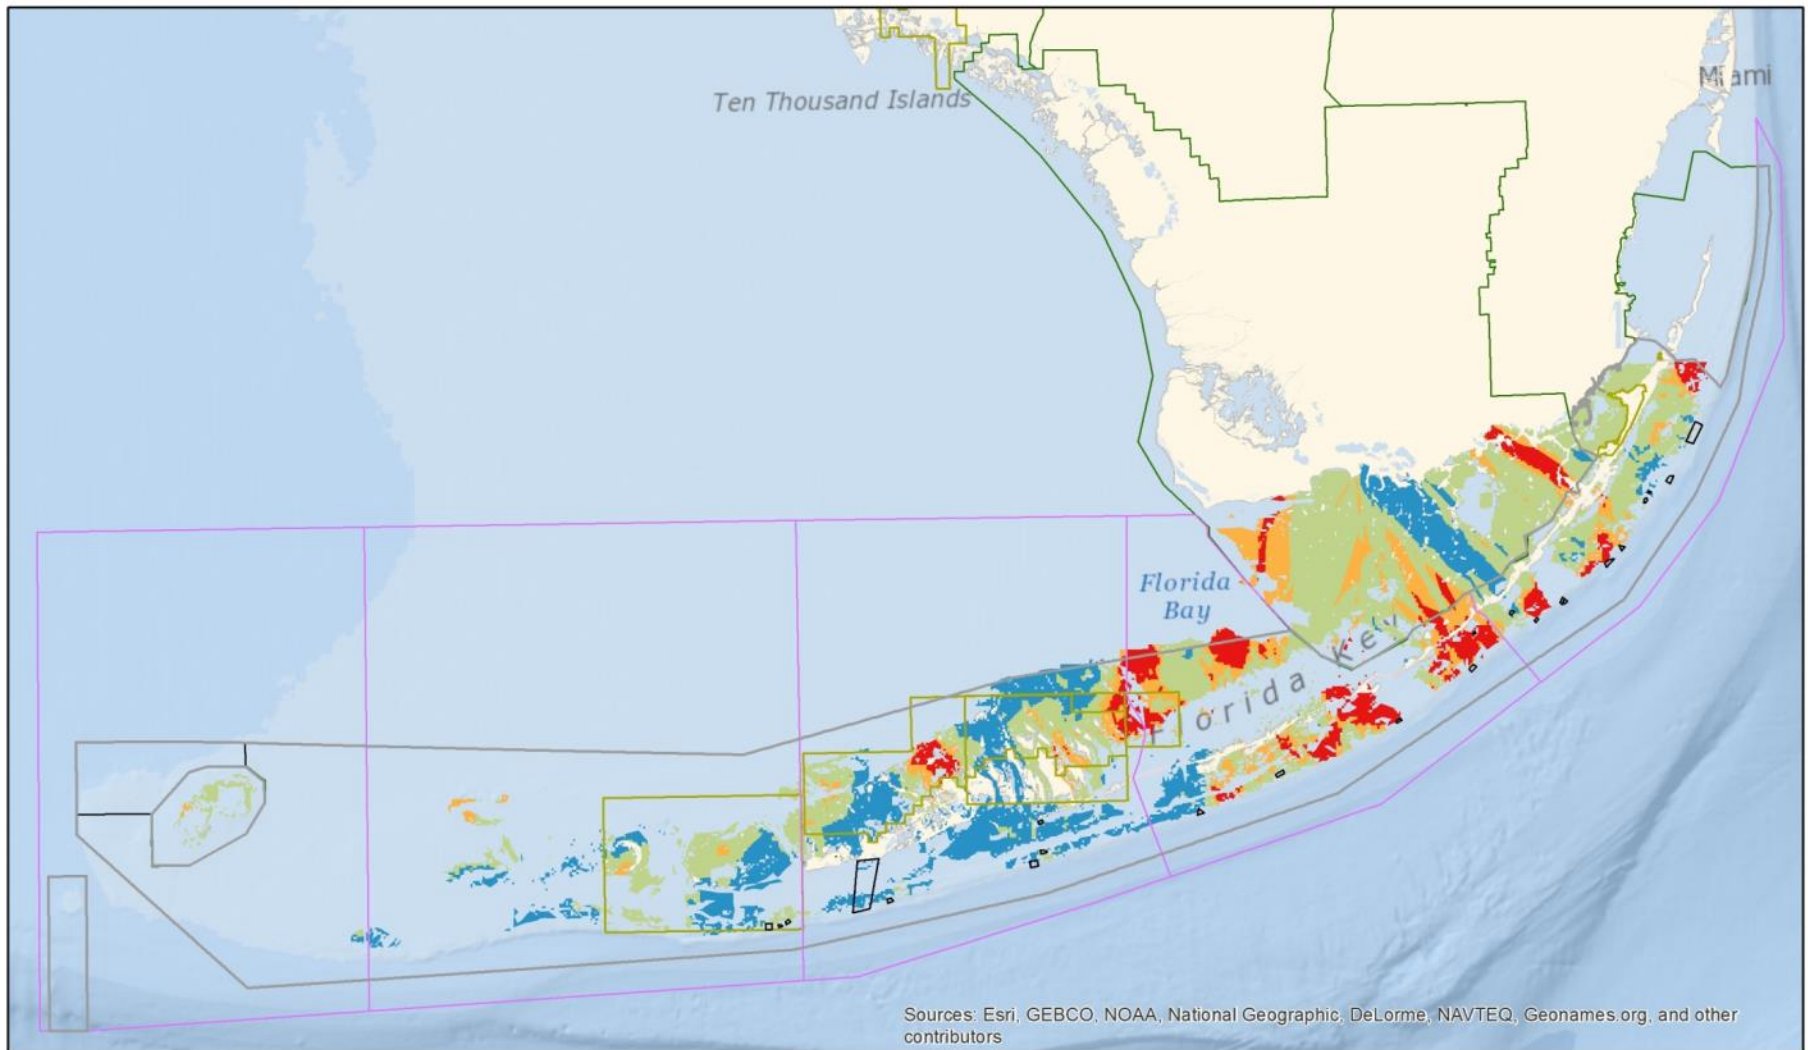 Ten Thousand Islands
Miami
Florida
Bay
Florida Key
Sources: Esri, GEBCO, NOAA, National Geographic, DeLorme, NAVTEQ, Geonames.org, and other
contributors